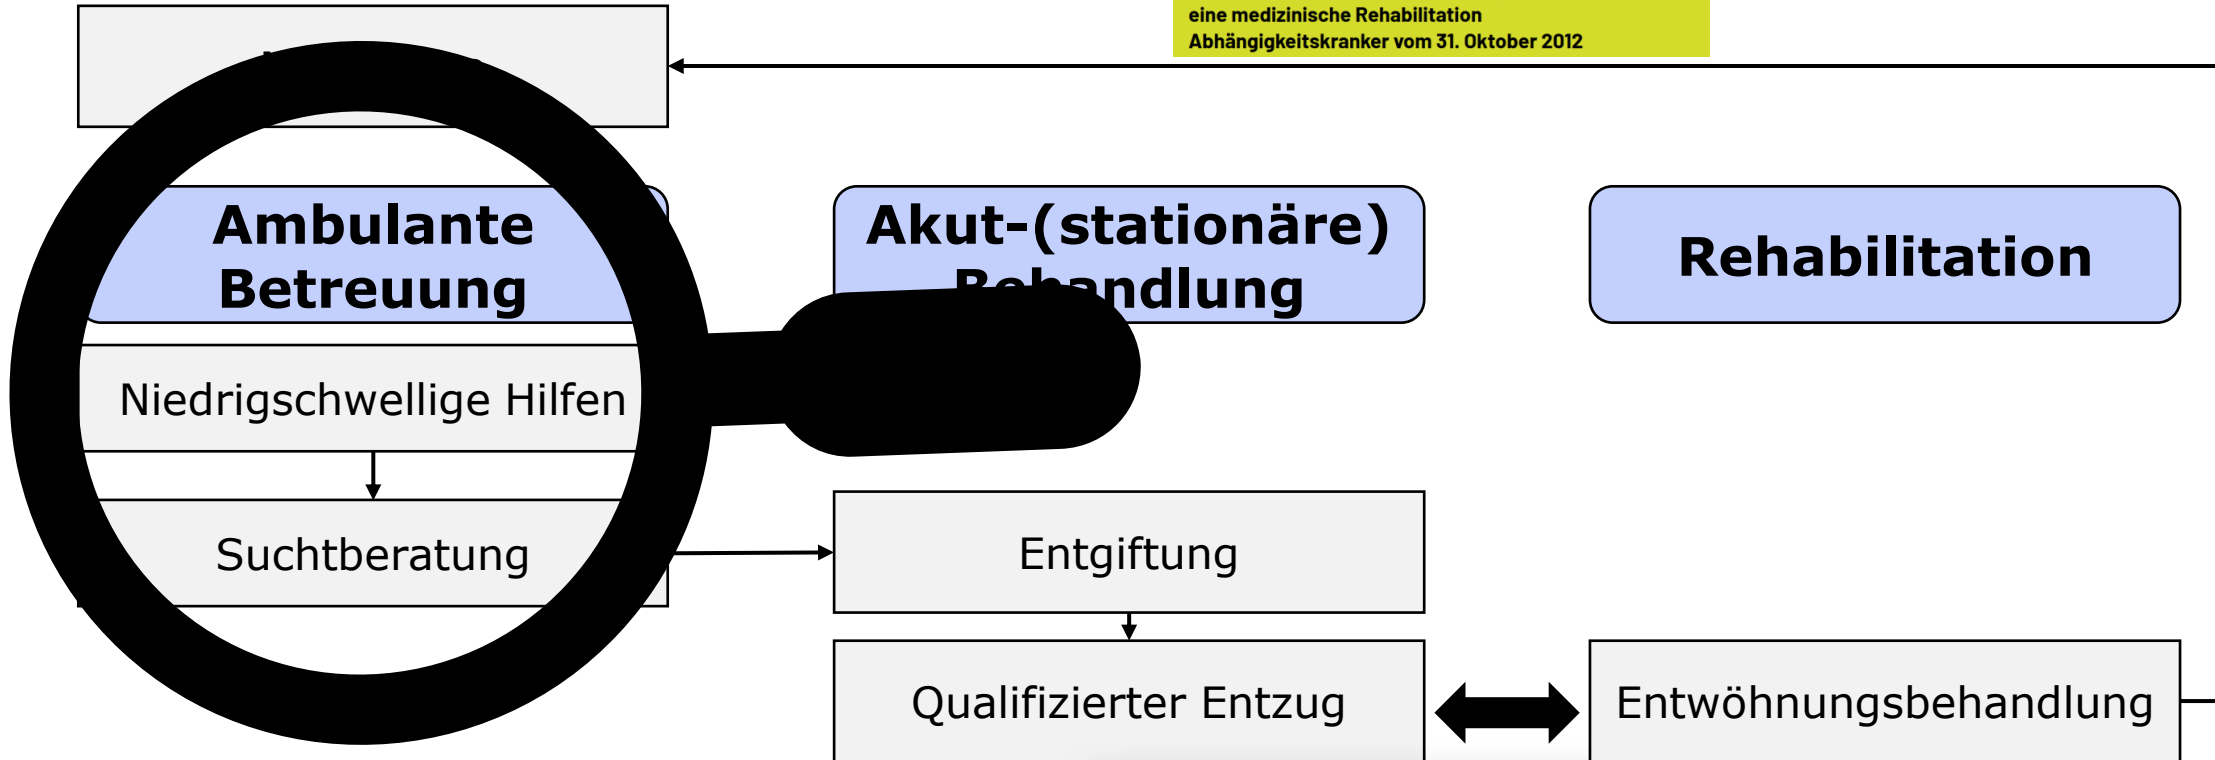 eine medizinische Rehabilitation
Abhängigkeitskranker vom 31. Oktober 2012
Ambulante
Betreuung
Akut-(stationäre)
Behandlung
Rehabilitation
Niedrigschwellige Hilfen
Suchtberatung
Entgiftung
Qualifizierter Entzug
Entwöhnungsbehandlung